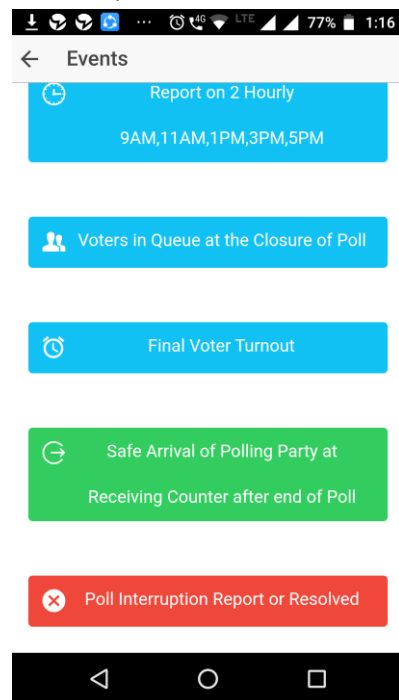 4G LTE 77% 1:16
Events
Report on 2 Hourly
9AM,11AM,1PM,3PM,5PM
Voters in Queue at the Closure of Poll
Final Voter Turnout
Safe Arrival of Polling Party at
Receiving Counter after end of Poll
Poll Interruption Report or Resolved